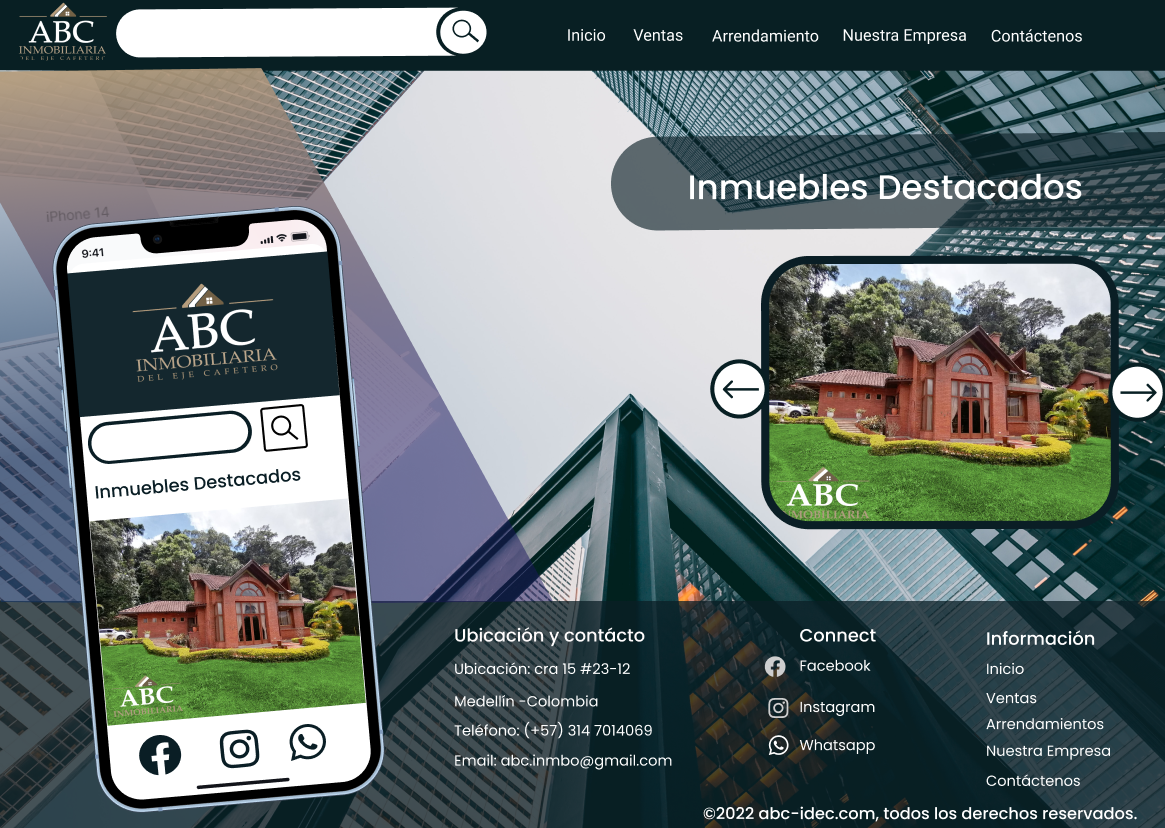 ABC
INMOBILIARIA
DEL EJE CAFETERO
Inicio
Ventas
Arrendamiento
Nuestra Empresa
Contáctenos
Inmuebles Destacados
iPhone 14
9:41
ABC
INMOBILIARIA
DEL EJE CAFETERO
Inmuebles Destacados
ABC
INMOBILIARIA
ABC
Ubicación y contácto
Ubicación: cra 15 #23-12
Medellín -Colombia
Teléfono: (+57) 314 7014069
Email: abc.inmbo@gmail.com
Connect
Facebook
Instagram
Whatsapp
Información
Inicio
Ventas
Arrendamientos
Nuestra Empresa
Contáctenos
©2022 abc-idec.com, todos los derechos reservados.